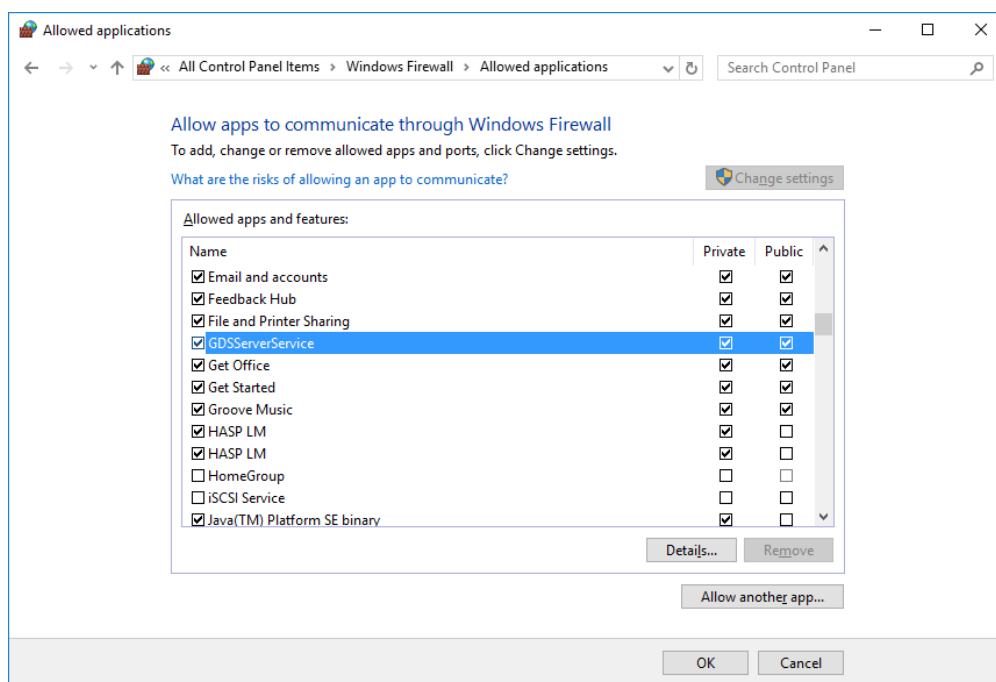 Allowed applications
« All Control Panel Items › Windows Firewall › Allowed applications
Search Control Panel
Allow apps to communicate through Windows Firewall
To add, change or remove allowed apps and ports, click Change settings.
What are the risks of allowing an app to communicate?
Change settings
Allowed apps and features:
Name Private Public
Email and accounts
Feedback Hub
File and Printer Sharing
GDSServerService
Get Office
Get Started
Groove Music
HASP LM
HASP LM
HomeGroup
iSCSI Service
Java(TM) Platform SE binary
Details... Remove
Allow another app...
OK Cancel